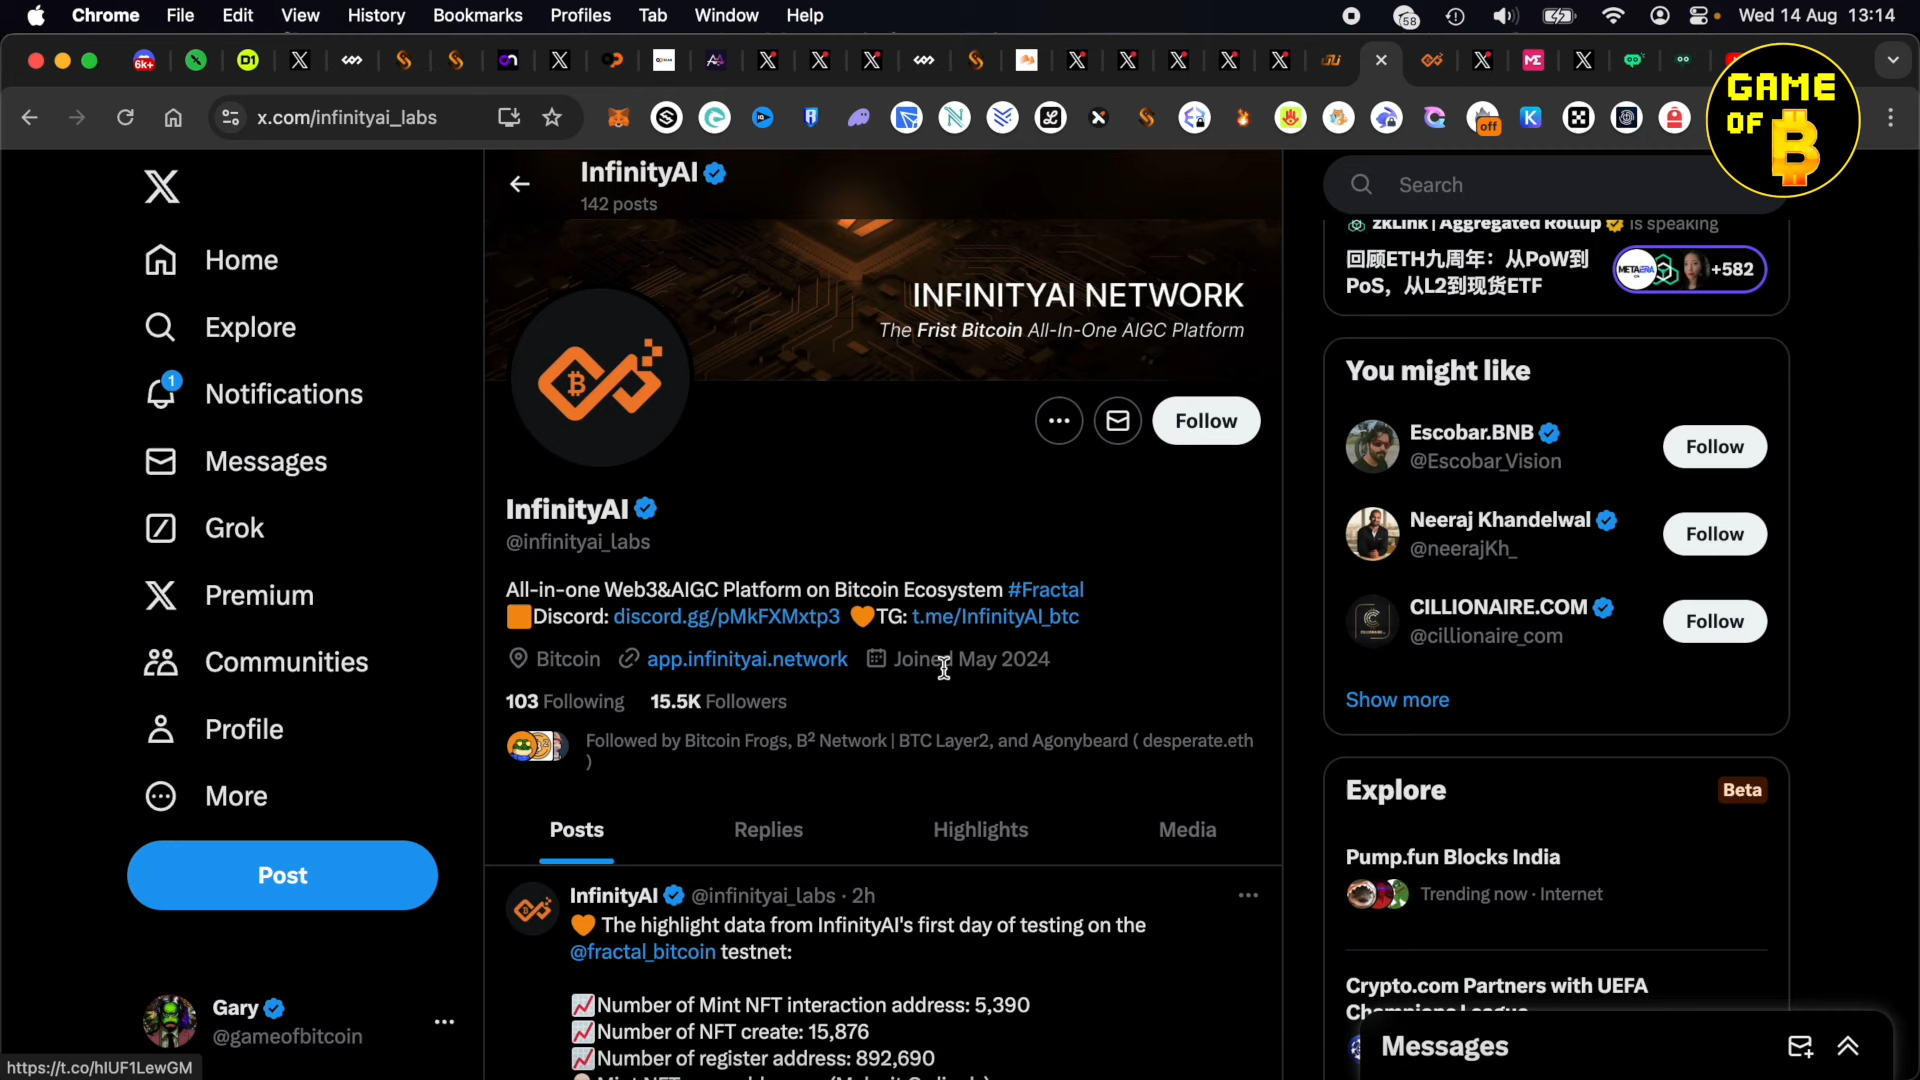 Chrome File Edit View History Bookmarks Profiles Tab Window Help
58
Wed 14 Aug 13:14
6k+
D1
x.com/infinityai_labs
off
GAME
OF B
X
Home
Explore
1
Notifications
Messages
Grok
Premium
Communities
Profile
More
Post
Gary
@gameofbitcoin
https://t.co/hIUF1LewGM
InfinityAI
142 posts
INFINITYAI NETWORK
The Frist Bitcoin All-In-One AIGC Platform
Follow
InfinityAI
@infinityai_labs
All-in-one Web3&AIGC Platform on Bitcoin Ecosystem #Fractal
🟧Discord: discord.gg/pMkFXMxtp3 🧡TG: t.me/InfinityAI_btc
Bitcoin app.infinityai.network Joined May 2024
103 Following 15.5K Followers
Followed by Bitcoin Frogs, B² Network | BTC Layer2, and Agonybeard ( desperate.eth
)
Posts Replies Highlights Media
InfinityAI @infinityai_labs · 2h
🧡 The highlight data from InfinityAI's first day of testing on the
@fractal_bitcoin testnet:
📈Number of Mint NFT interaction address: 5,390
📈Number of NFT create: 15,876
📈Number of register address: 892,690
Search
zkLink | Aggregated Rollup is speaking
回顾ETH九周年：从PoW到
PoS，从L2到现货ETF
METAERA
+582
You might like
Escobar.BNB
@Escobar_Vision
Follow
Neeraj Khandelwal
@neerajKh_
Follow
CILLIONAIRE.COM
@cillionaire_com
Follow
Show more
Explore
Beta
Pump.fun Blocks India
Trending now · Internet
Crypto.com Partners with UEFA
Champions League
Messages